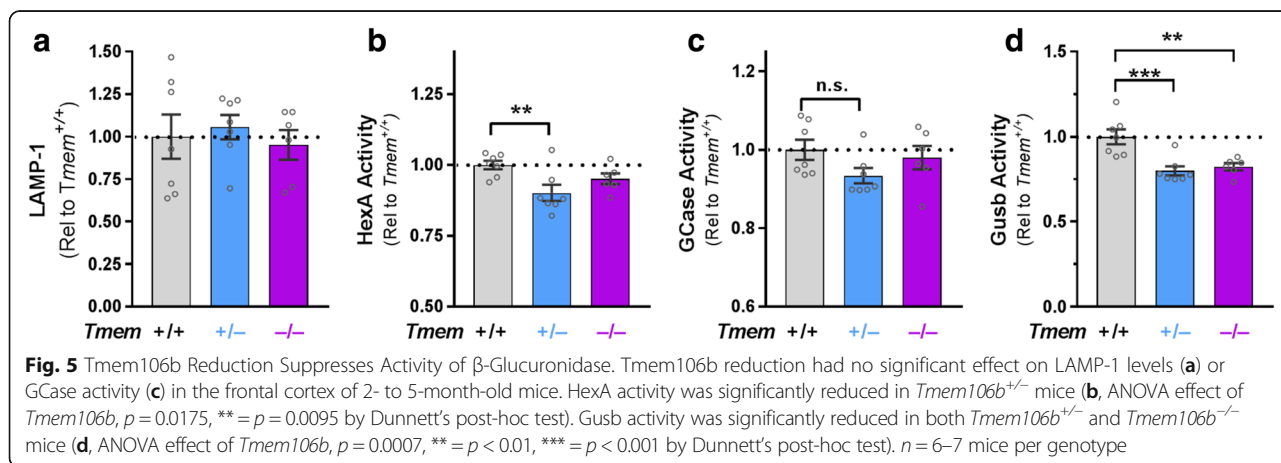 a
b
c
d
LAMP-1
(Rel to Tmem+/+)
1.50
1.25
1.00
0.75
0.50
0.25
0.00
HexA Activity
(Rel to Tmem+/+)
1.25
1.00
0.75
0.50
**
GCase Activity
(Rel to Tmem+/+)
1.2
1.0
0.8
0.6
n.s.
Gusb Activity
(Rel to Tmem+/+)
1.5
1.0
0.5
0.0
**
***
Tmem +/+ +/– –/–
Tmem +/+ +/– –/–
Tmem +/+ +/– –/–
Tmem +/+ +/– –/–
Fig. 5 Tmem106b Reduction Suppresses Activity of β-Glucuronidase. Tmem106b reduction had no significant effect on LAMP-1 levels (a) or
GCase activity (c) in the frontal cortex of 2- to 5-month-old mice. HexA activity was significantly reduced in Tmem106b+/− mice (b, ANOVA effect of
Tmem106b, p = 0.0175, ** = p = 0.0095 by Dunnett's post-hoc test). Gusb activity was significantly reduced in both Tmem106b+/− and Tmem106b−/−
mice (d, ANOVA effect of Tmem106b, p = 0.0007, ** = p < 0.01, *** = p < 0.001 by Dunnett's post-hoc test). n = 6–7 mice per genotype